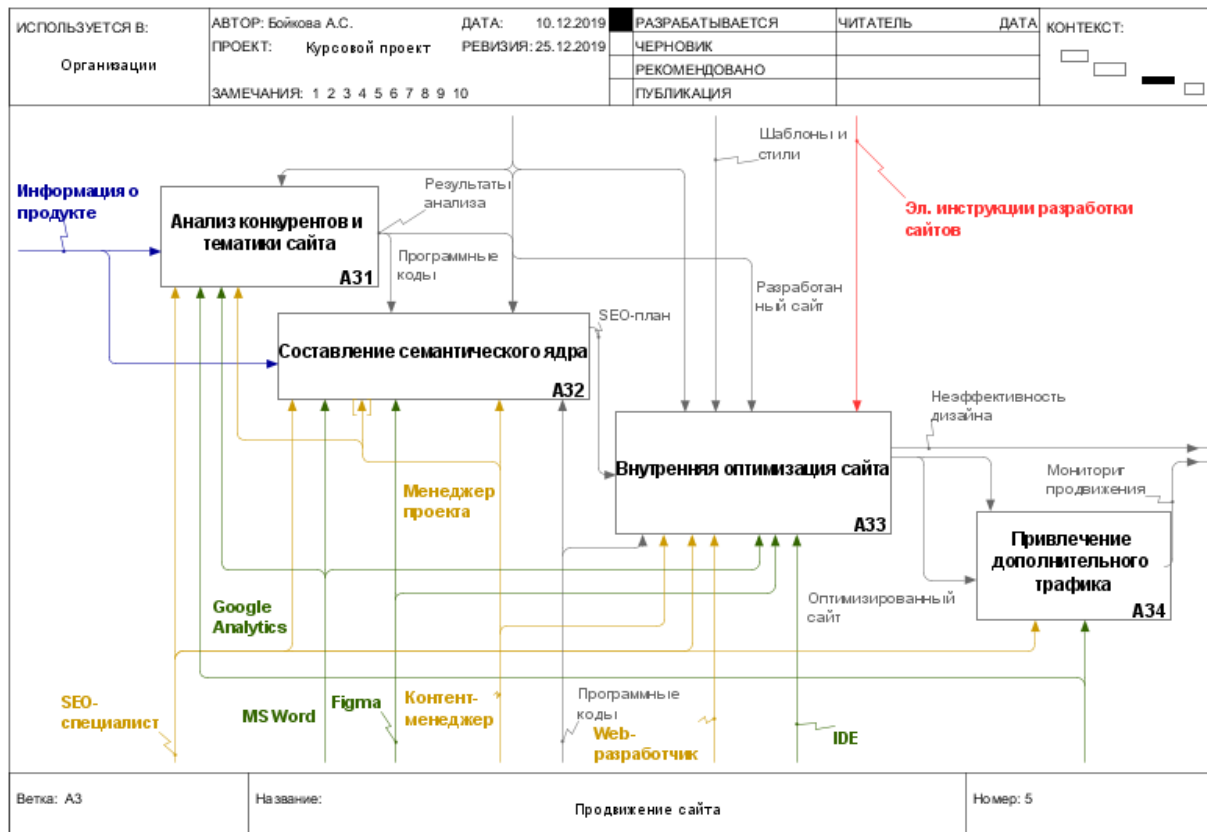 ИСПОЛЬЗУЕТСЯ В:
Организации
АВТОР: Бойкова А.С.
ДАТА: 10.12.2019
ПРОЕКТ: Курсовой проект
РЕВИЗИЯ: 25.12.2019
ЗАМЕЧАНИЯ: 1 2 3 4 5 6 7 8 9 10
РАЗРАБАТЫВАЕТСЯ
ЧЕРНОВИК
РЕКОМЕНДОВАНО
ПУБЛИКАЦИЯ
ЧИТАТЕЛЬ
ДАТА
КОНТЕКСТ:
Шаблоны и
стили
Информация о
продукте
Результаты
анализа
Анализ конкурентов и
тематики сайта
A31
Эл. инструкции разработки
сайтов
Программные
коды
Разработан
ный сайт
SEO-план
Составление семантического ядра
A32
Неэффективность
дизайна
Внутренняя оптимизация сайта
A33
Мониториг
продвижения
Менеджер
проекта
Привлечение
дополнительного
трафика
A34
Оптимизированный
сайт
Google
Analytics
SEO-
специалист
MS Word
Figma
Контент-
менеджер
Программные
коды
Web-
разработчик
IDE
Ветка: A3
Название:
Продвижение сайта
Номер: 5